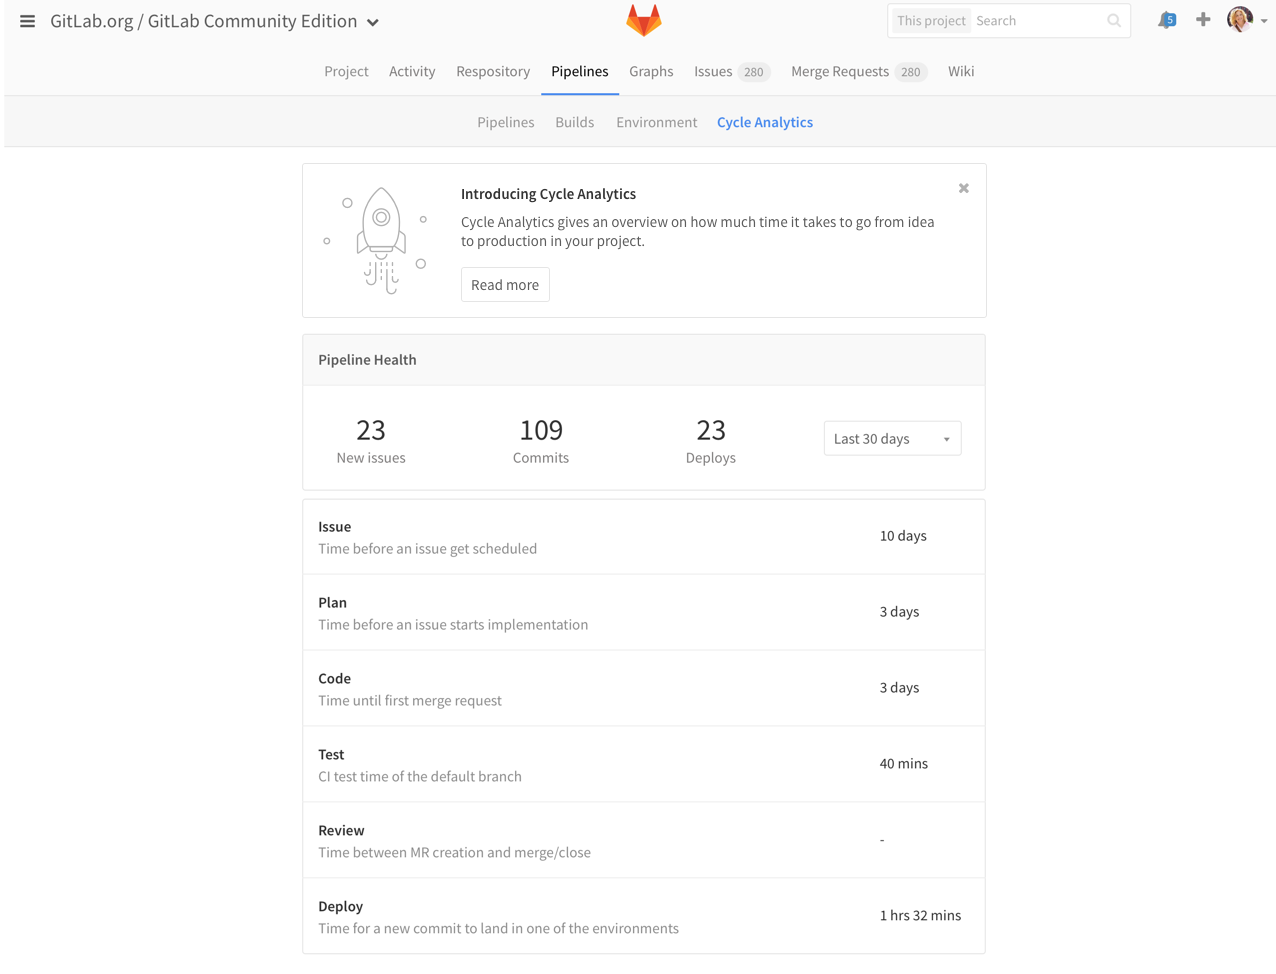 GitLab.org / GitLab Community Edition
This project Search
5
Project Activity Respository Pipelines Graphs Issues 280 Merge Requests 280 Wiki
Pipelines Builds Environment Cycle Analytics
Introducing Cycle Analytics
Cycle Analytics gives an overview on how much time it takes to go from idea
to production in your project.
Read more
Pipeline Health
23 109 23
New issues Commits Deploys
Last 30 days
Issue
Time before an issue get scheduled
10 days
Plan
Time before an issue starts implementation
3 days
Code
Time until first merge request
3 days
Test
CI test time of the default branch
40 mins
Review
Time between MR creation and merge/close
-
Deploy
Time for a new commit to land in one of the environments
1 hrs 32 mins